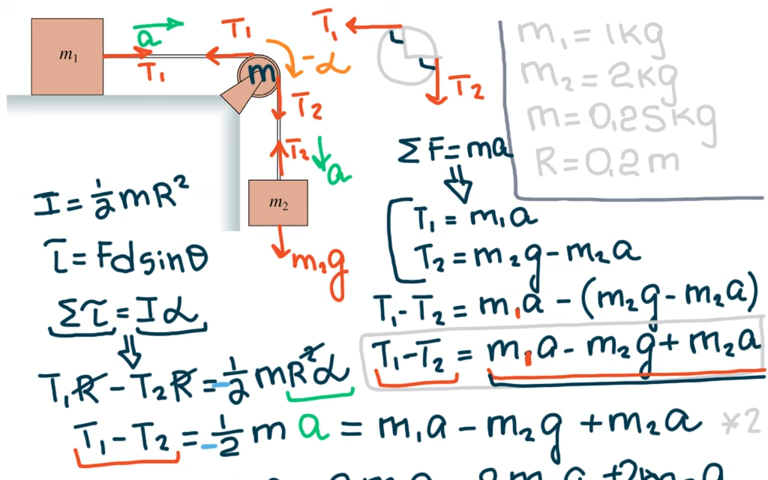 m₁
a
T₁
T₁
m
-α
T₂
T₂
a
m₂
m₂g
T₁
T₂
m₁ = 1kg
m₂ = 2kg
m = 0,25kg
R = 0,2m
ΣF = ma
⇓
T₁ = m₁a
T₂ = m₂g - m₂a
T₁-T₂ = m₁a - (m₂g - m₂a)
T₁-T₂ = m₁a - m₂g + m₂a
I = ½ mR²
τ = Fd sinθ
Στ = Iα
⇓
T₁R - T₂R = -½ mR²α
T₁ - T₂ = -½ m a = m₁a - m₂g + m₂a *2